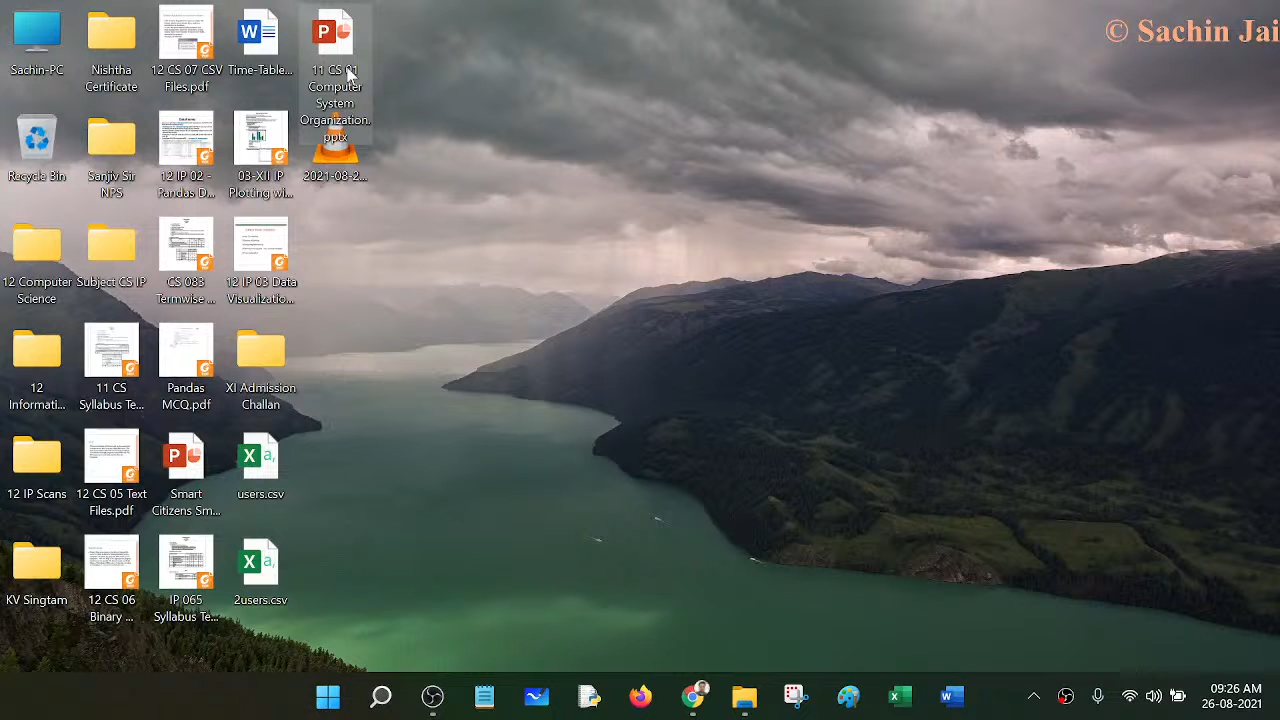 © Sachin Jai
Sachin-PC
Nishtha
Certificate
12 CS 07 CSV
Files.pdf
Time-Table...
11 CS 01
Computer
System
Organization.
Recycle Bin
Sanjiv Sir
NPS
12 IP 02 -
Pandas D...
03-XII IP
Plotting wi...
2021-08-2...
12 Computer
Science
Subject CS IP
CS 083
Termwise ...
12 IP 03 Data
Visualizatio...
12
Informati...
11 CS
Syllabus Te...
Pandas
MCQ.pdf
XI Admission
Challan
12 IP Scans
12 CS 05 Text
Files.pdf
Smart
Citizens Sm...
users.csv
KV Singtam
12 CS 06
Binary ...
IP 065
Syllabus Te...
2users.csv
09:26 AM
26-08-2021